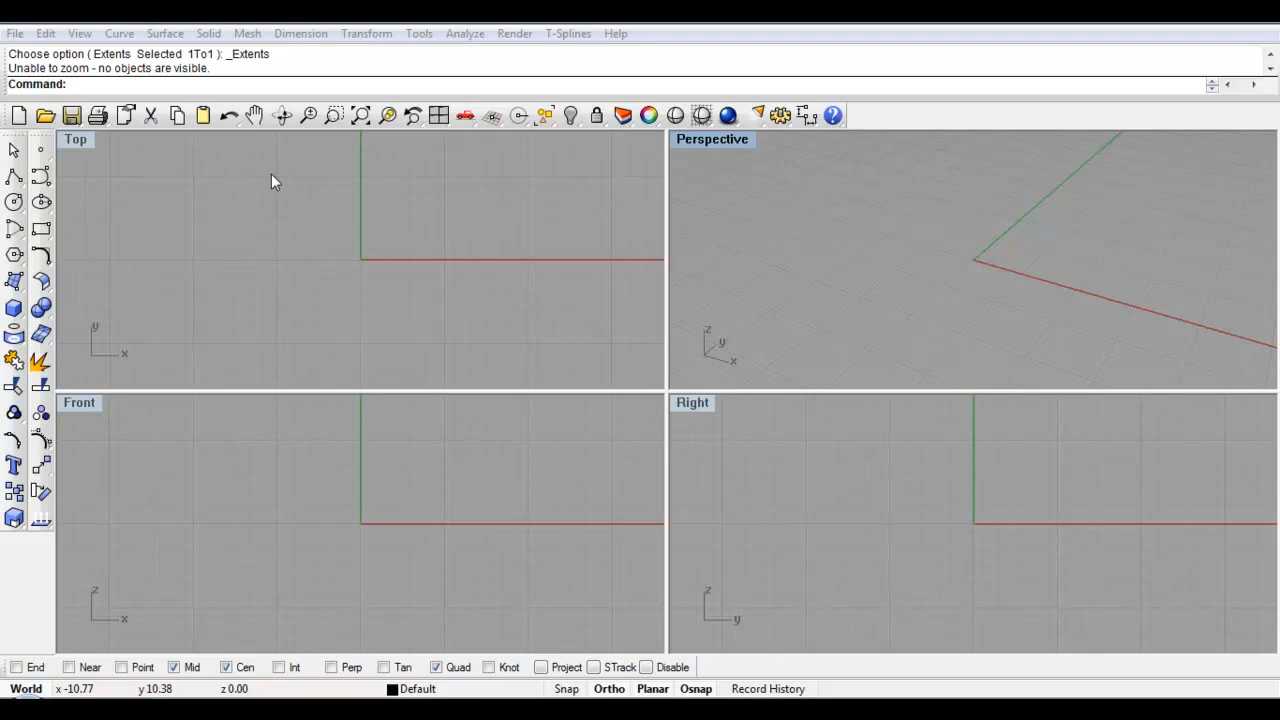 File Edit View Curve Surface Solid Mesh Dimension Transform Tools Analyze Render T-Splines Help
Choose option ( Extents Selected 1To1 ): _Extents
Unable to zoom - no objects are visible.
Command:
Top
Perspective
y
x
z
y
x
Front
Right
z
x
z
y
End Near Point Mid Cen Int Perp Tan Quad Knot Project STrack Disable
World x -10.77 y 10.38 z 0.00 Default Snap Ortho Planar Osnap Record History